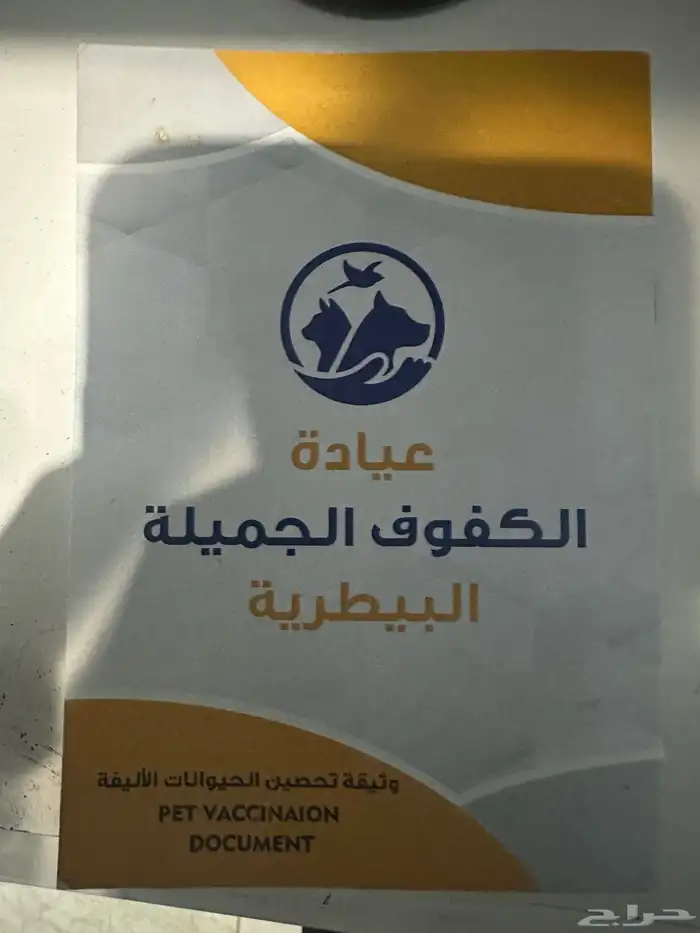 عيادة
الكفوف الجميلة
البيطرية
وثيقة تحصين الحيوانات الأليفة
PET VACCINAION
DOCUMENT
حراج